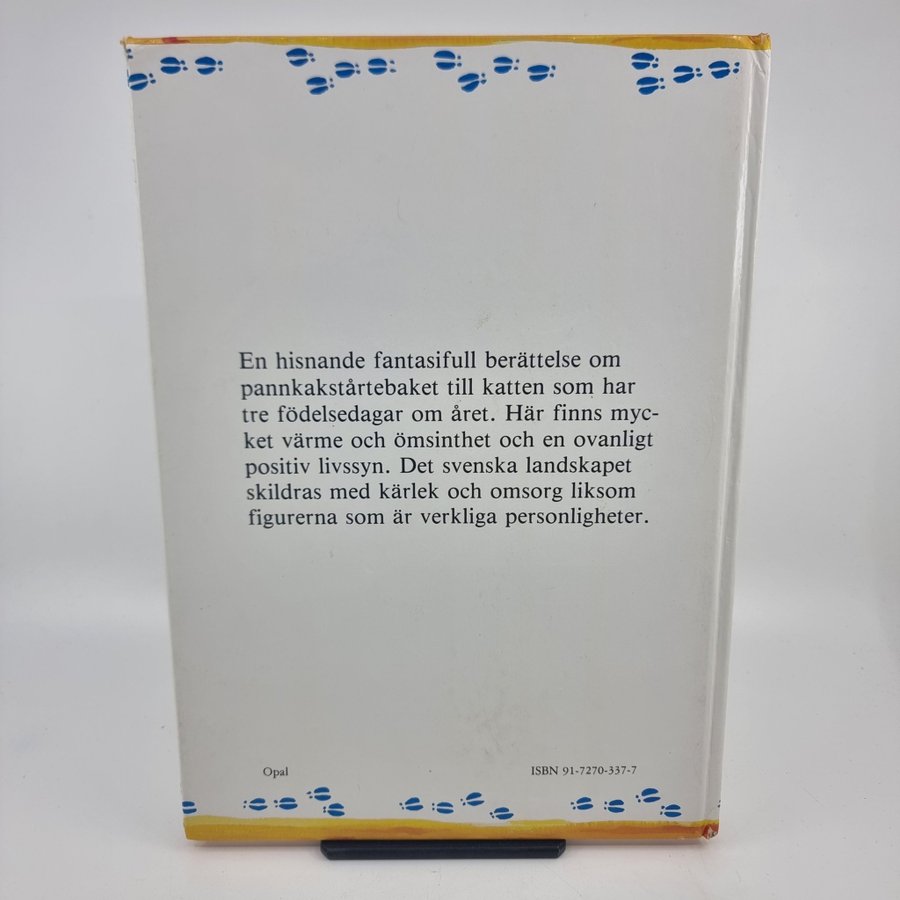 En hisnande fantasifull berättelse om
pannkakstårtebaket till katten som har
tre födelsedagar om året. Här finns myc-
ket värme och ömsinthet och en ovanligt
positiv livssyn. Det svenska landskapet
skildras med kärlek och omsorg liksom
figurerna som är verkliga personligheter.
Opal
ISBN 91-7270-337-7